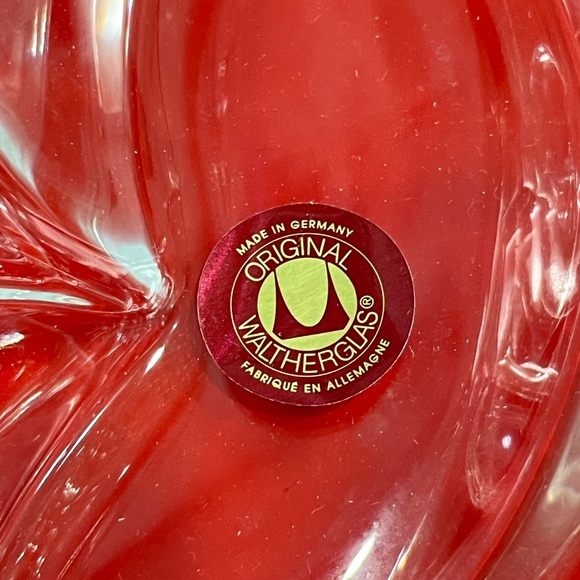 MADE IN GERMANY
ORIGINAL
WALTHERGLAS®
FABRIQUÉ EN ALLEMAGNE